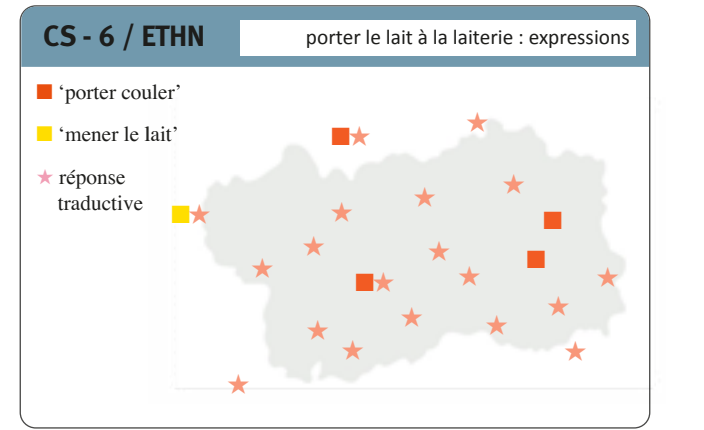 CS - 6 / ETHN
porter le lait à la laiterie : expressions
‘porter couler’
‘mener le lait’
réponse
traductive